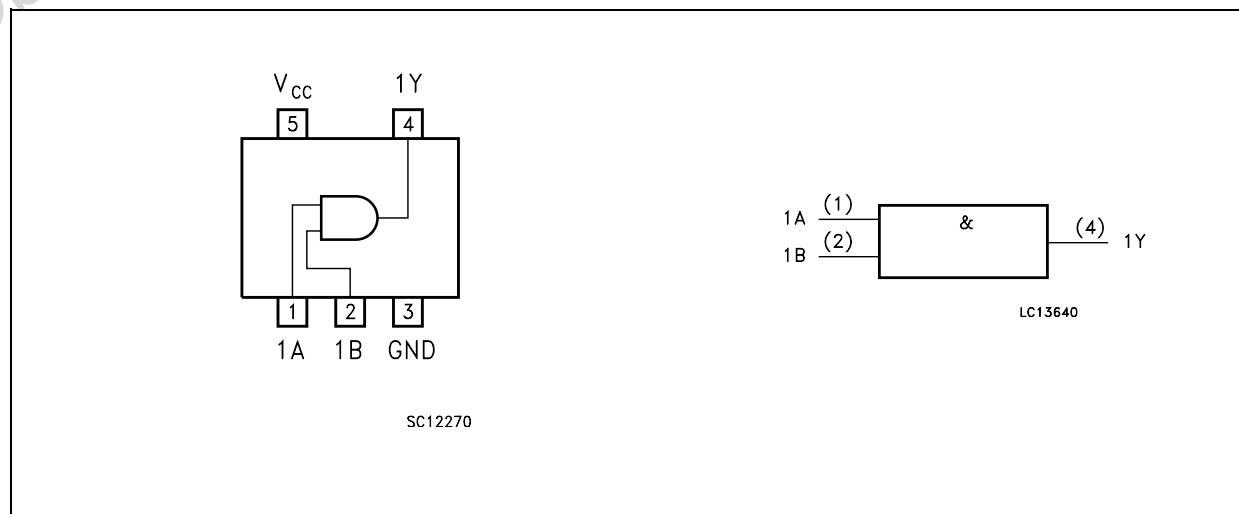 V CC 1Y
5 4
1 2 3
1A 1B GND
SC12270
1A (1)
1B (2)
&
(4) 1Y
LC13640